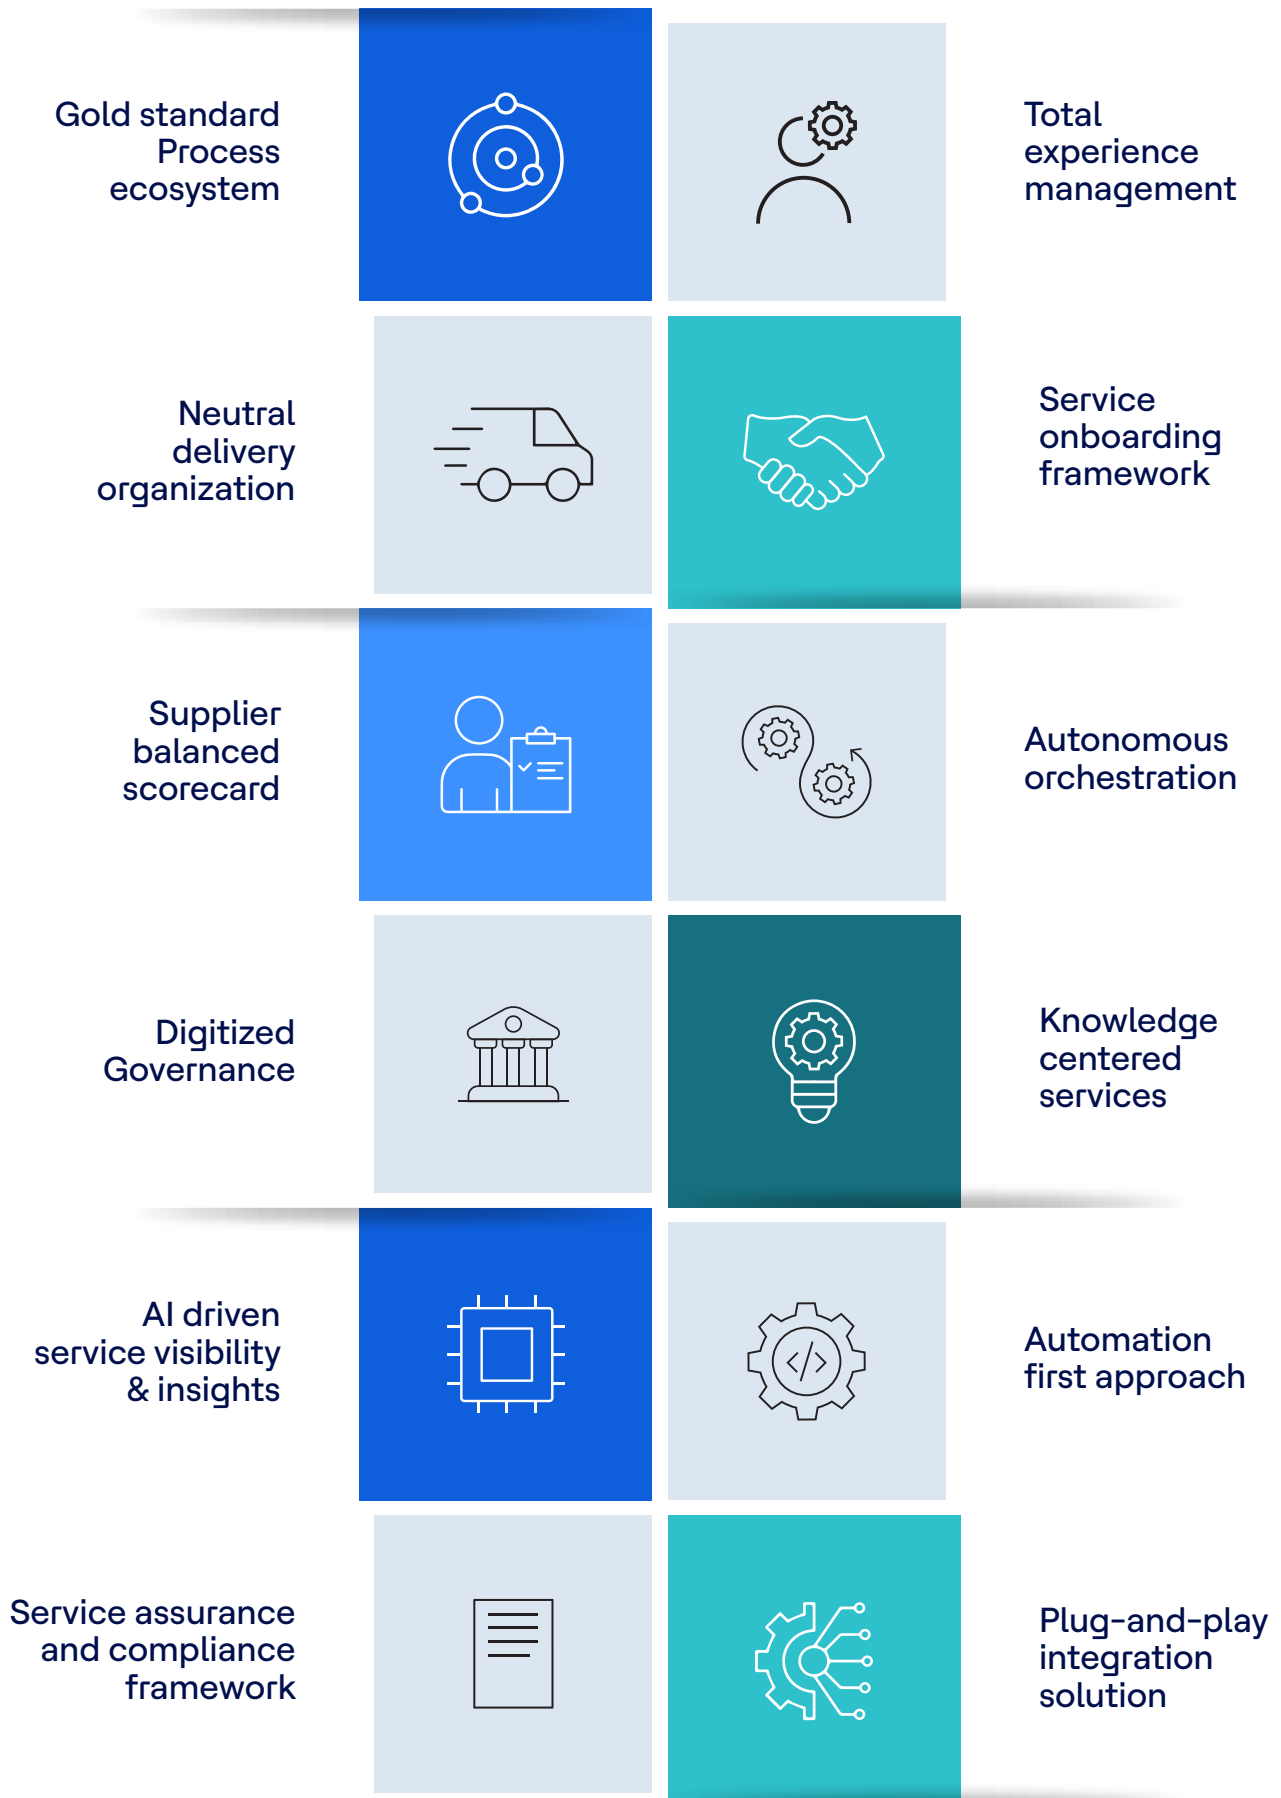 Gold standard
Process
ecosystem
Total
experience
management
Neutral
delivery
organization
Service
onboarding
framework
Supplier
balanced
scorecard
Autonomous
orchestration
Digitized
Governance
Knowledge
centered
services
AI driven
service visibility
& insights
Automation
first approach
Service assurance
and compliance
framework
Plug-and-play
integration
solution